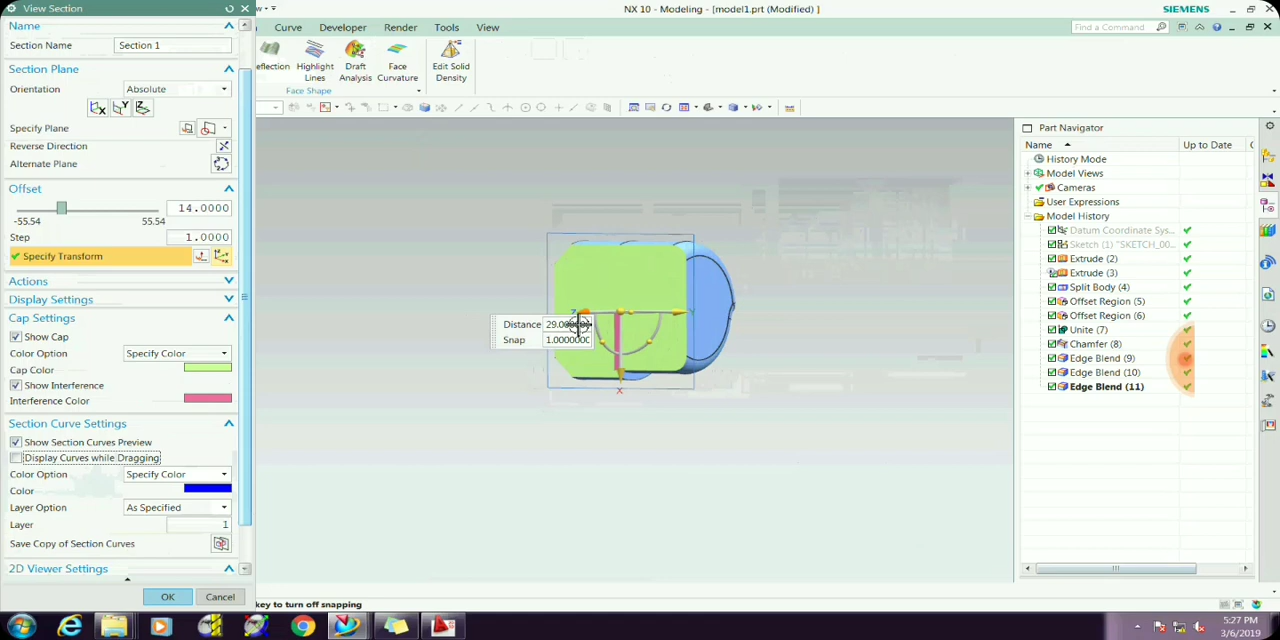 View Section
NX 10 - Modeling - [model1.prt (Modified) ]
SIEMENS
Curve Developer Render Tools View
Find a Command
Highlight Lines
Draft Analysis
Face Curvature
Edit Solid Density
Face Shape
Name
Section Name Section 1
Section Plane
Orientation Absolute
Specify Plane
Reverse Direction
Alternate Plane
Offset
14.0000
-55.54 55.54
Step 1.0000
Specify Transform
Actions
Display Settings
Cap Settings
Show Cap
Color Option Specify Color
Cap Color
Show Interference
Interference Color
Section Curve Settings
Show Section Curves Preview
Display Curves while Dragging
Color Option Specify Color
Color
Layer Option As Specified
Layer 1
Save Copy of Section Curves
2D Viewer Settings
OK Cancel
Distance
Snap 1.0000000
X
Y
Part Navigator
Name Up to Date
History Mode
Model Views
Cameras
User Expressions
Model History
Datum Coordinate Sys
Sketch (1) "SKETCH_00
Extrude (2)
Extrude (3)
Split Body (4)
Offset Region (5)
Offset Region (6)
Unite (7)
Chamfer (8)
Edge Blend (9)
Edge Blend (10)
Edge Blend (11)
key to turn off snapping
5:27 PM
3/6/2019